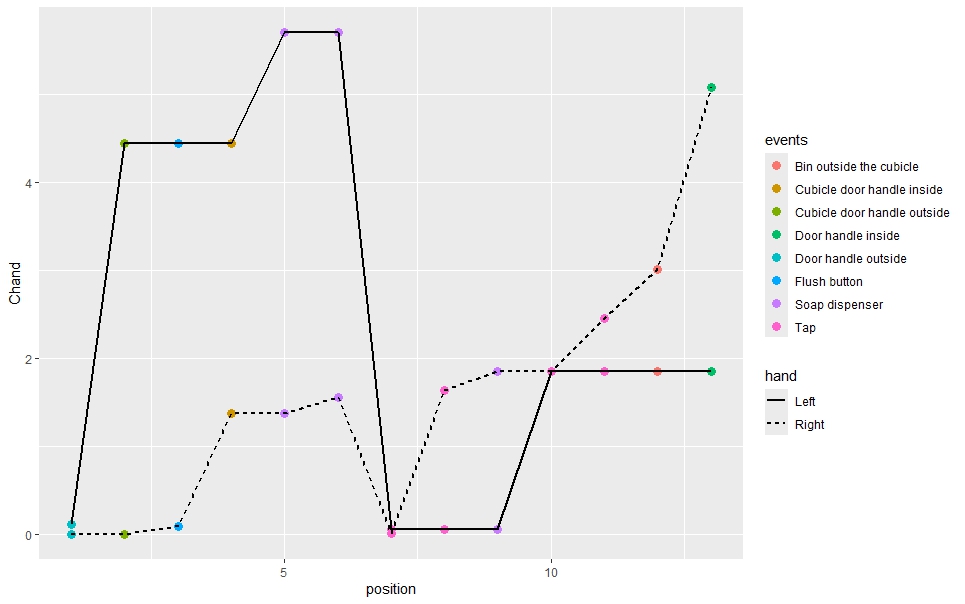 Chand
4
2
0
5
10
position
events
Bin outside the cubicle
Cubicle door handle inside
Cubicle door handle outside
Door handle inside
Door handle outside
Flush button
Soap dispenser
Tap
hand
Left
Right